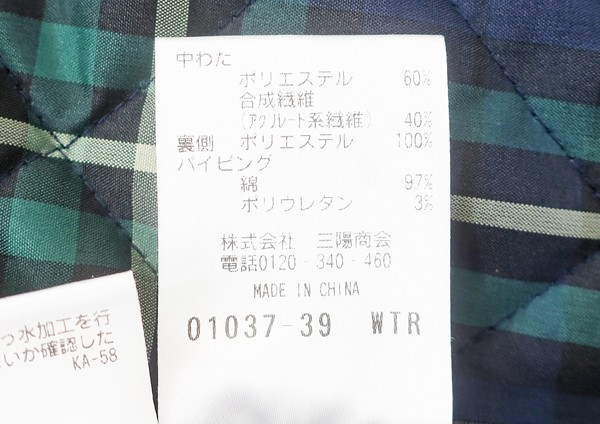 中わた
ポリエステル 60%
合成繊維
(アクリレート系繊維) 40%
裏側 ポリエステル 100%
パイピング
綿 97%
ポリウレタン 3%
株式会社 三陽商会
電話0120-340-460
MADE IN CHINA
01037-39 WTR
っ水加工を行
いか確認した
KA-58